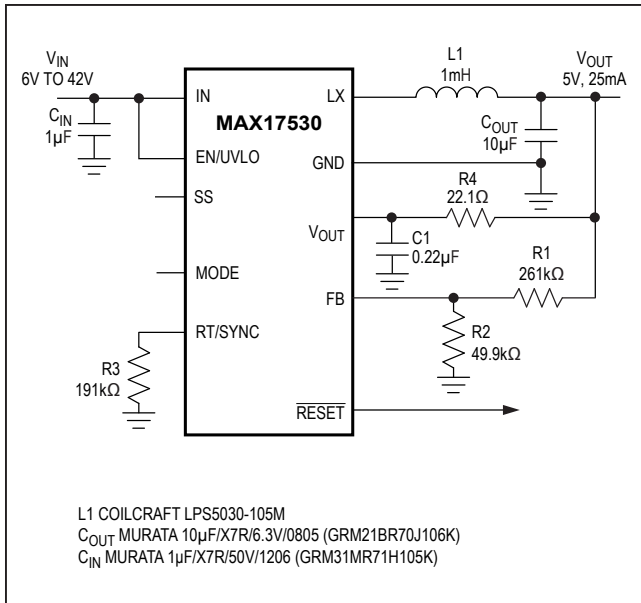 VIN
6V TO 42V
CIN
1µF
IN
EN/UVLO
SS
MODE
RT/SYNC
R3
191kΩ
MAX17530
LX
GND
VOUT
FB
RESET
L1
1mH
VOUT
5V, 25mA
COUT
10µF
R4
22.1Ω
C1
0.22µF
R1
261kΩ
R2
49.9kΩ
L1 COILCRAFT LPS5030-105M
COUT MURATA 10µF/X7R/6.3V/0805 (GRM21BR70J106K)
CIN MURATA 1µF/X7R/50V/1206 (GRM31MR71H105K)